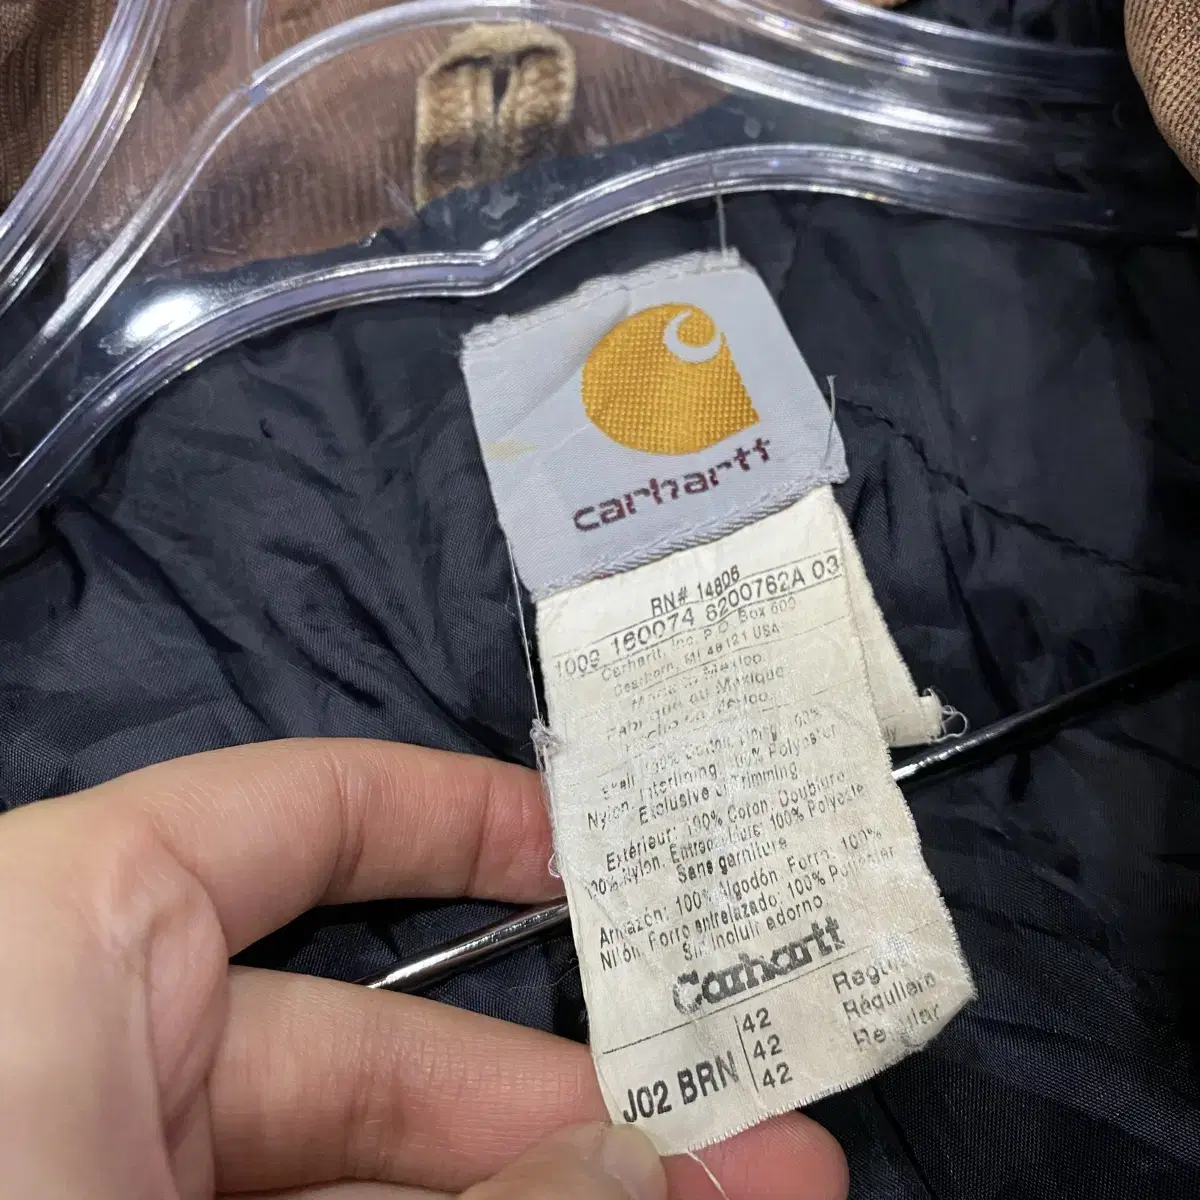 carhartt
RN# 14806
1009 160074 6200762A 03
Carhartt, Inc. P.O. Box 600
Dearborn, MI 48121 USA
Made in Mexico
Fabriqué au Mexique
Hecho en México
Shell: 100% Cotton, Lining: 100%
Nylon, Interlining: 100% Polyester
Exclusive of Trimming
Extérieur: 100% Coton. Doublure
100% Nylon. Entredoublure: 100% Polyester
Sans garniture
Armazón: 100% Algodón. Forro. 100%
Nilón, Forro entrelazado: 100% Poliester
Sin incluir adorno
Carhartt
J02 BRN
42 Regular
42 Régulière
42 Regular